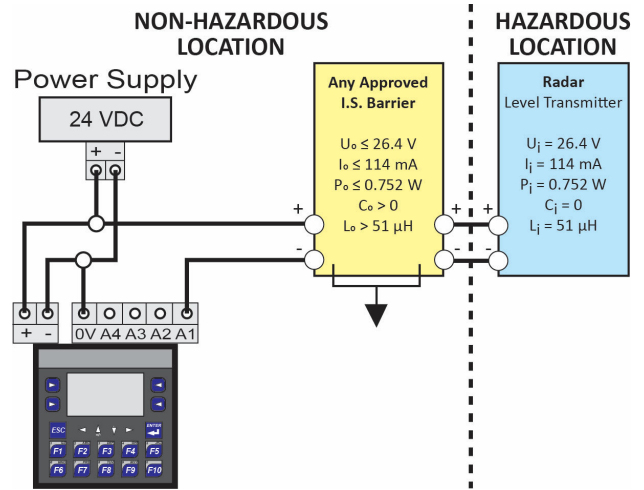 NON-HAZARDOUS
LOCATION
HAZARDOUS
LOCATION
Power Supply
24 VDC
+ -
Any Approved
I.S. Barrier
Uₒ ≤ 26.4 V
Iₒ ≤ 114 mA
Pₒ ≤ 0.752 W
Cₒ > 0
Lₒ > 51 µH
Radar
Level Transmitter
Uᵢ = 26.4 V
Iᵢ = 114 mA
Pᵢ = 0.752 W
Cᵢ = 0
Lᵢ = 51 µH
+ + +
- - -
+ - 0V A4 A3 A2 A1
ESC ENTER
F1 F2 F3 F4 F5
F6 F7 F8 F9 F10